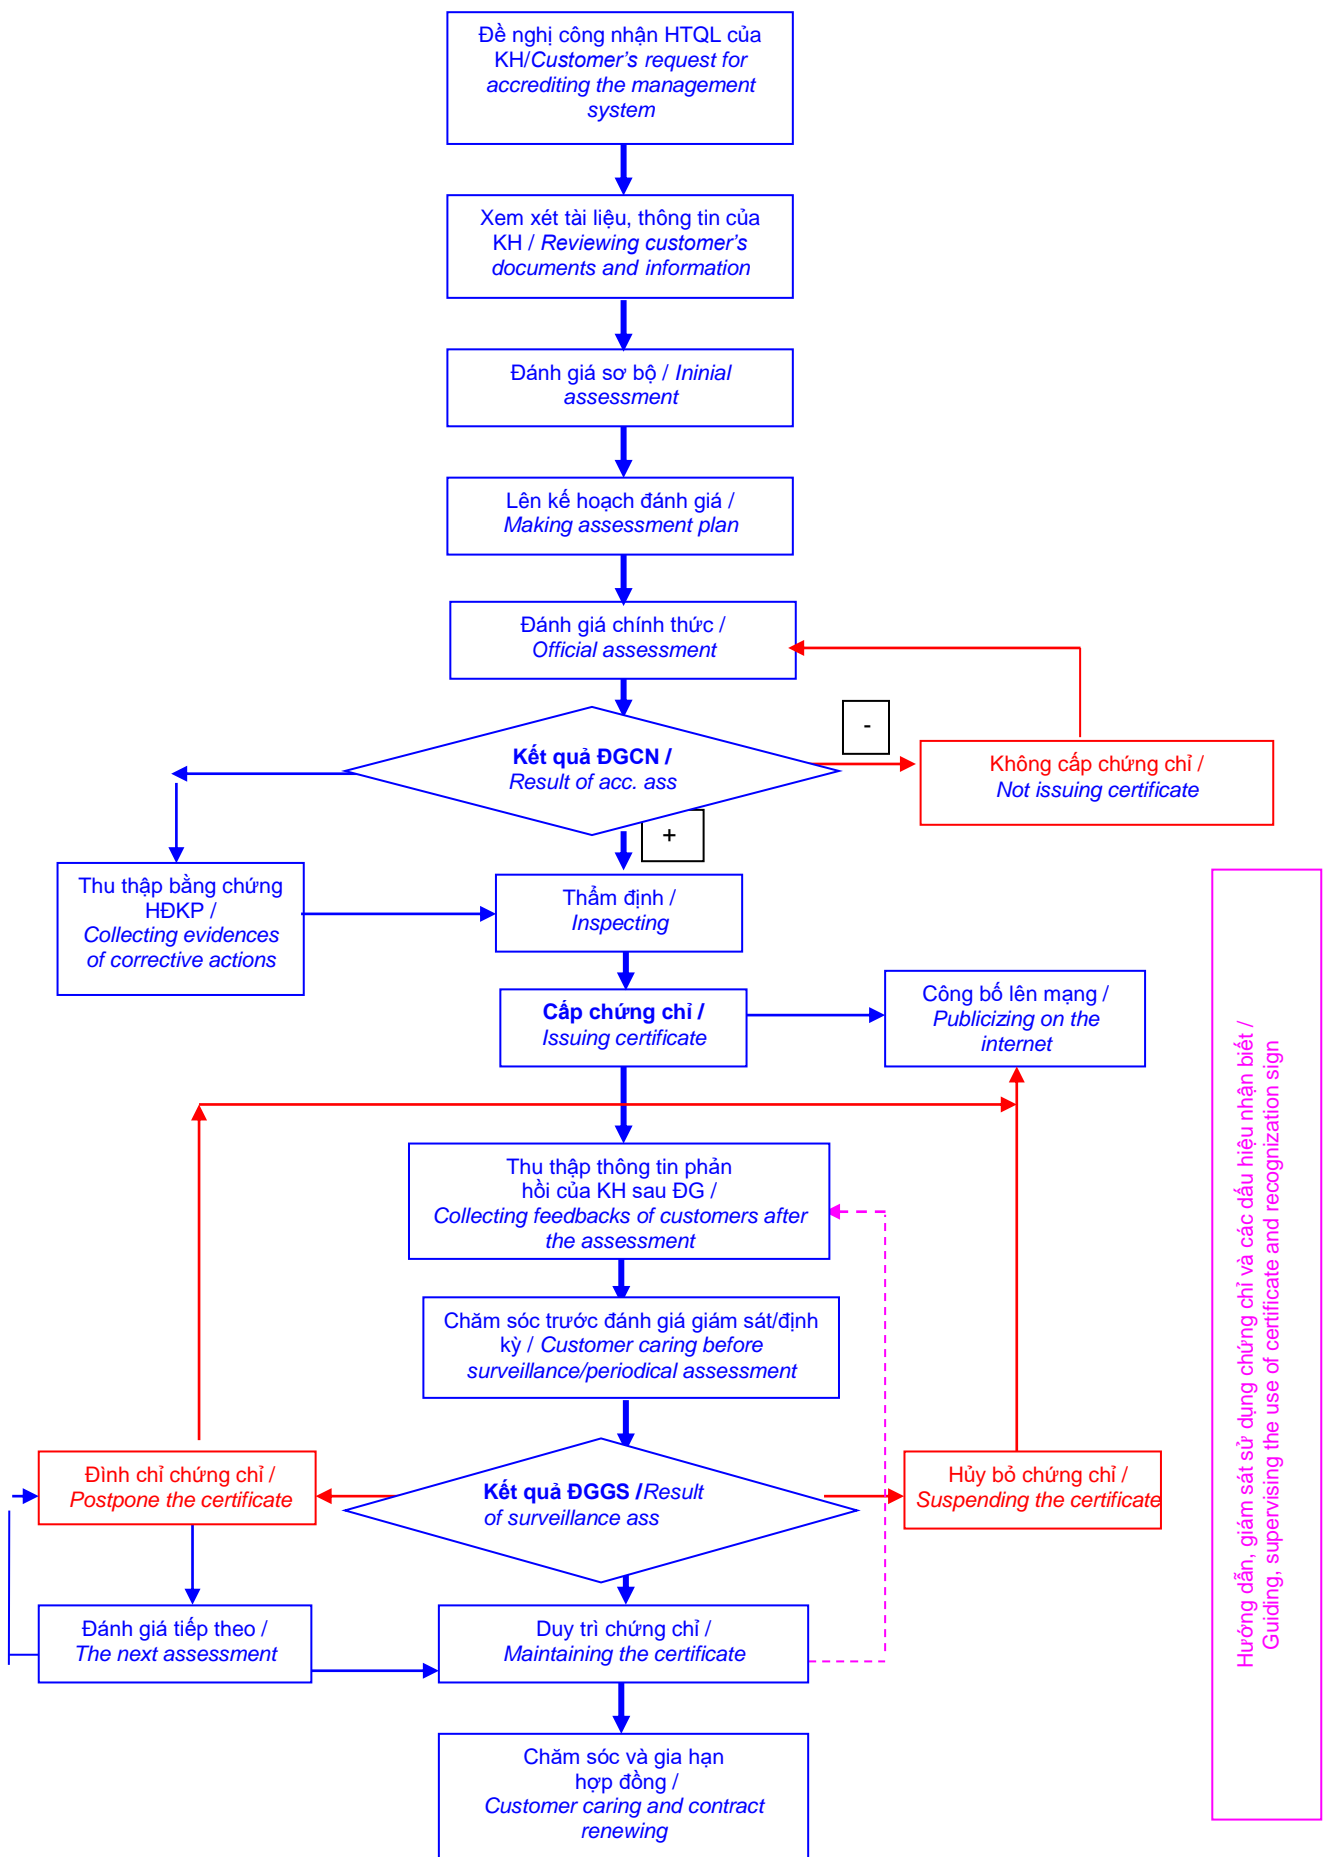 Đề nghị công nhận HTQL của
KH/Customer's request for
accrediting the management
system
Xem xét tài liệu, thông tin của
KH / Reviewing customer's
documents and information
Đánh giá sơ bộ / Ininial
assessment
Lên kế hoạch đánh giá /
Making assessment plan
Đánh giá chính thức /
Official assessment
-
Kết quả ĐGCN /
Result of acc. ass
Không cấp chứng chỉ /
Not issuing certificate
+
Thu thập bằng chứng
HĐKP /
Collecting evidences
of corrective actions
Thẩm định /
Inspecting
Cấp chứng chỉ /
Issuing certificate
Công bố lên mạng /
Publicizing on the
internet
Thu thập thông tin phản
hồi của KH sau ĐG /
Collecting feedbacks of customers after
the assessment
Chăm sóc trước đánh giá giám sát/định
kỳ / Customer caring before
surveillance/periodical assessment
Đình chỉ chứng chỉ /
Postpone the certificate
Kết quả ĐGGS /Result
of surveillance ass
Hủy bỏ chứng chỉ /
Suspending the certificate
Đánh giá tiếp theo /
The next assessment
Duy trì chứng chỉ /
Maintaining the certificate
Chăm sóc và gia hạn
hợp đồng /
Customer caring and contract
renewing
Hướng dẫn, giám sát sử dụng chứng chỉ và các dấu hiệu nhận biết /
Guiding, supervising the use of certificate and recognization sign